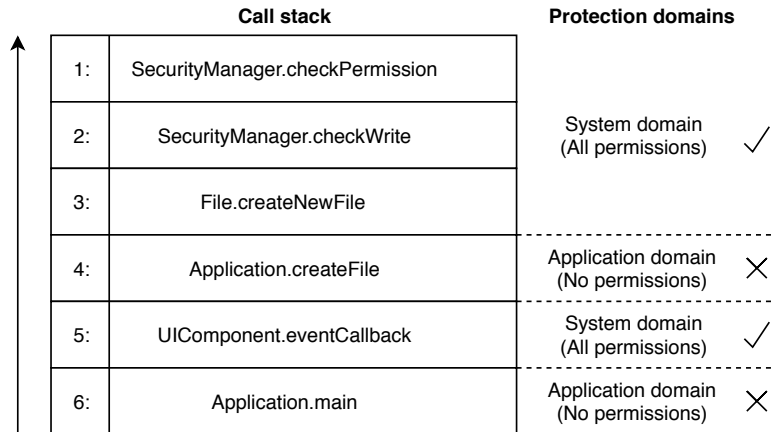 Call stack Protection domains
1: SecurityManager.checkPermission
2: SecurityManager.checkWrite
System domain
(All permissions)
3: File.createNewFile
4: Application.createFile
Application domain
(No permissions)
5: UIComponent.eventCallback
System domain
(All permissions)
6: Application.main
Application domain
(No permissions)